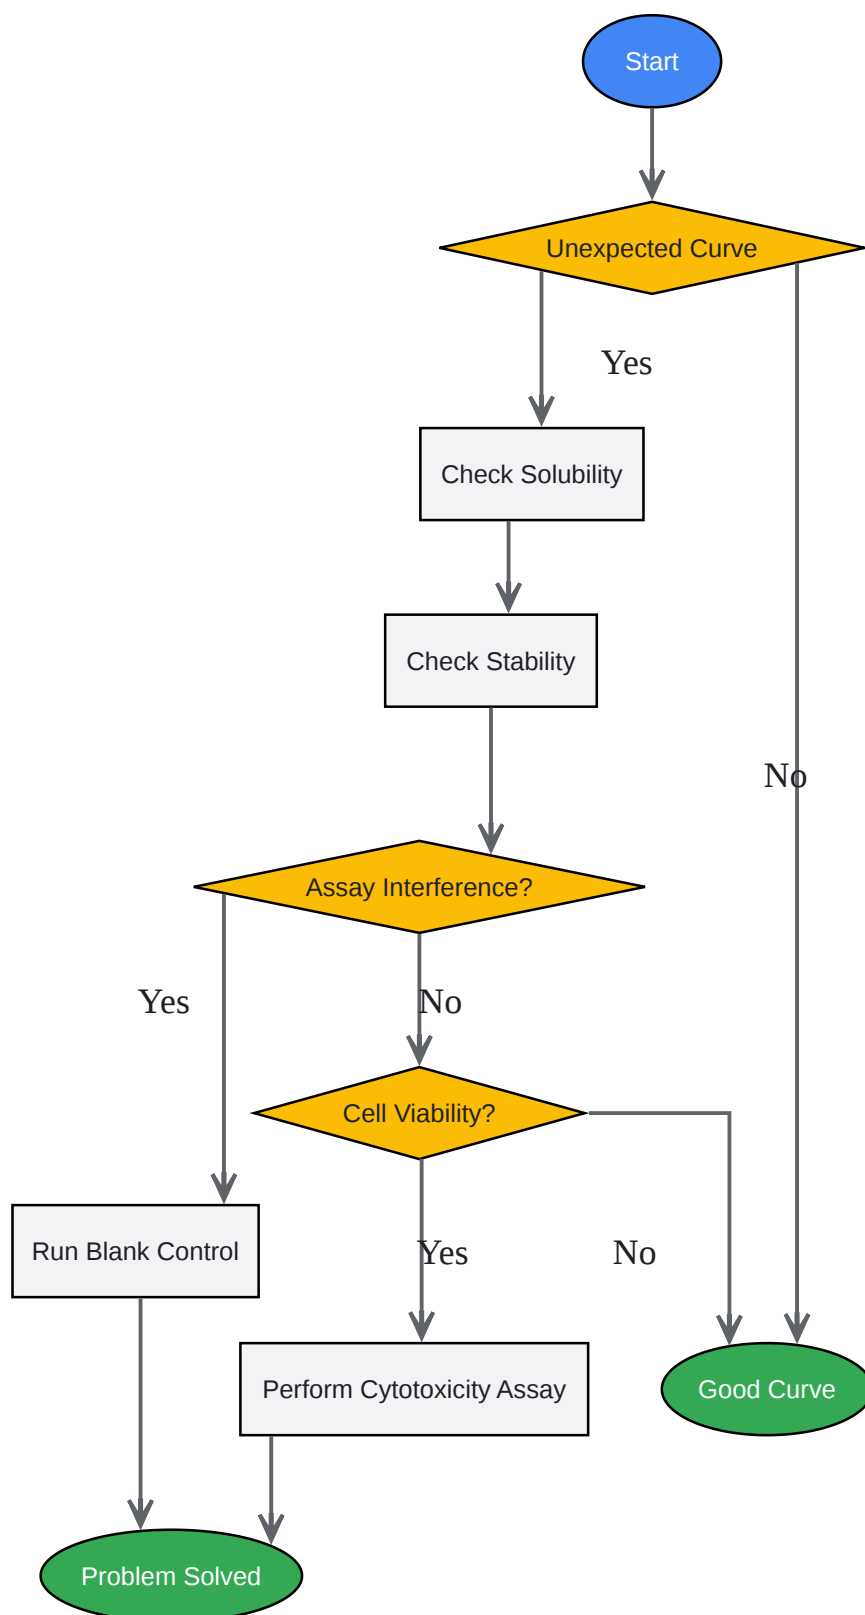 Start
Unexpected Curve
Yes
Check Solubility
Check Stability
No
Assay Interference?
Yes
No
Cell Viability?
Run Blank Control
Yes
No
Perform Cytotoxicity Assay
Good Curve
Problem Solved